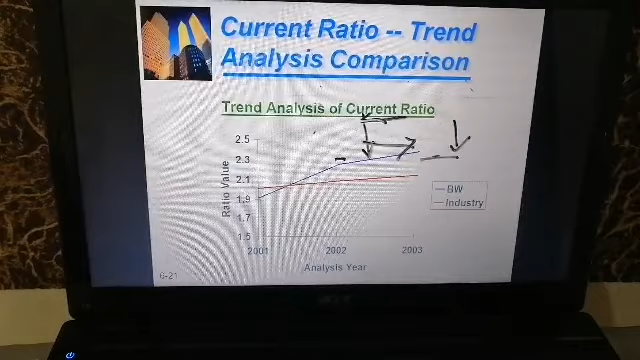 Current Ratio -- Trend
Analysis Comparison
Trend Analysis of Current Ratio
2.5
2.3
2.1
1.9
1.7
1.5
Ratio Value
2001 2002 2003
Analysis Year
BW
Industry
6-21
acer